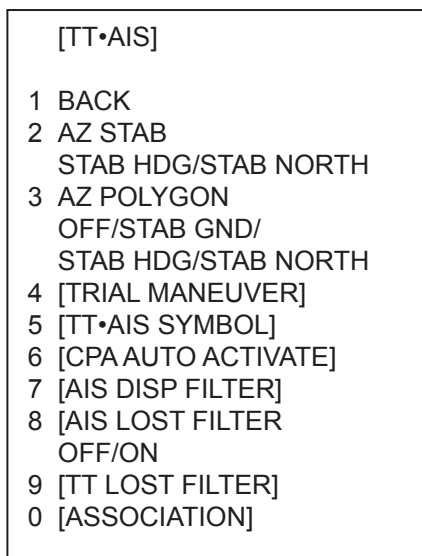 [TT•AIS]
1 BACK
2 AZ STAB
STAB HDG/STAB NORTH
3 AZ POLYGON
OFF/STAB GND/
STAB HDG/STAB NORTH
4 [TRIAL MANEUVER]
5 [TT•AIS SYMBOL]
6 [CPA AUTO ACTIVATE]
7 [AIS DISP FILTER]
8 [AIS LOST FILTER
OFF/ON
9 [TT LOST FILTER]
0 [ASSOCIATION]